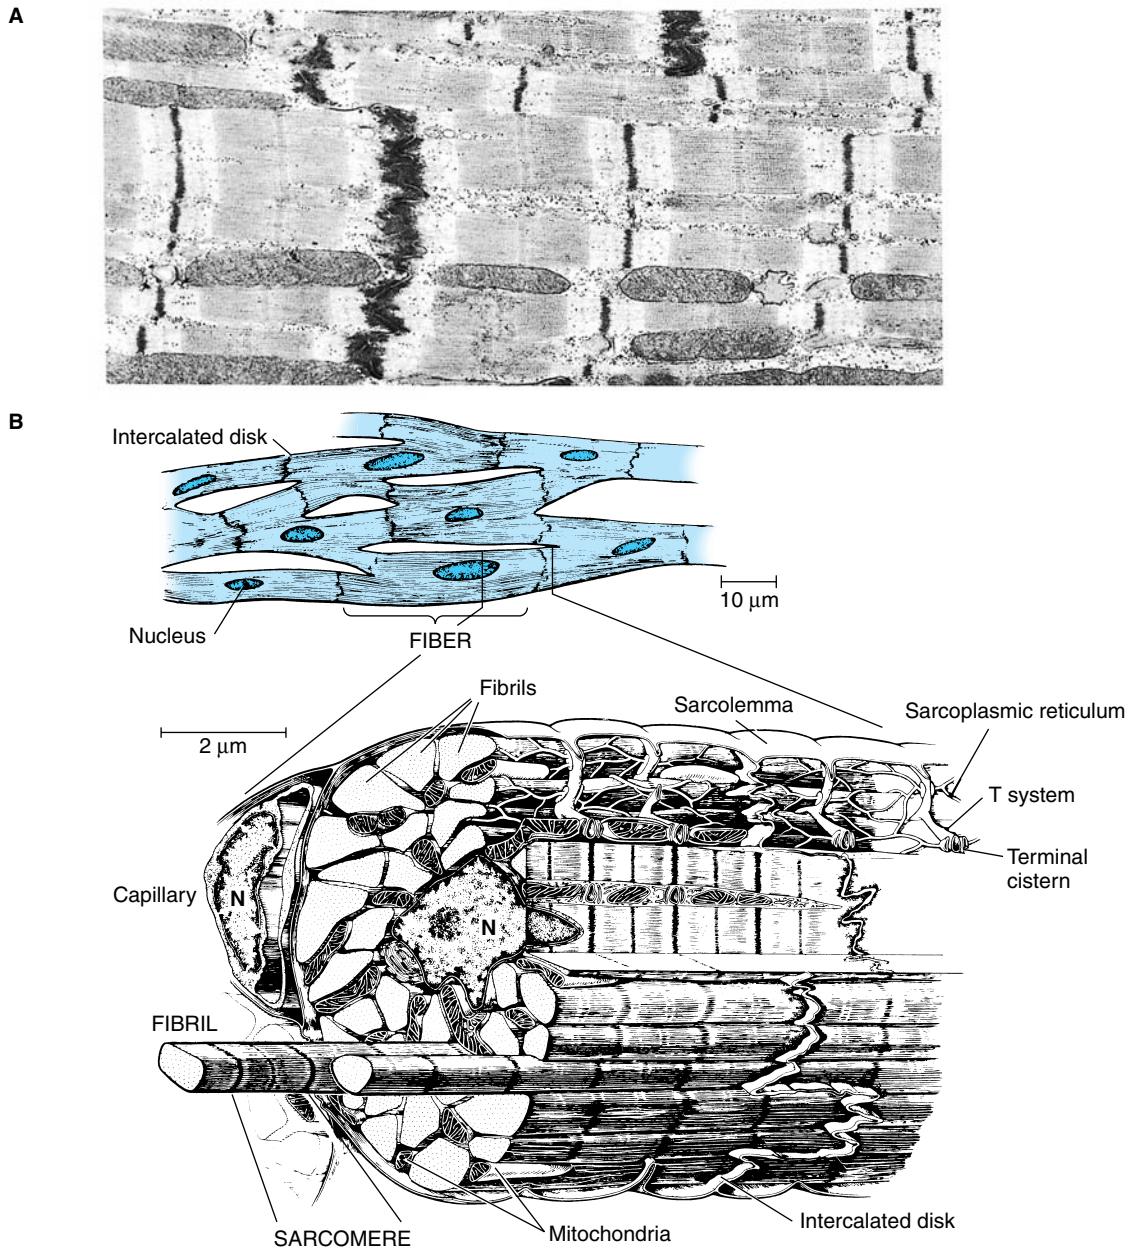 A
B
Intercalated disk
10 µm
Nucleus
FIBER
Fibrils
Sarcolemma
Sarcoplasmic reticulum
2 µm
T system
Terminal
cistern
Capillary
N
N
FIBRIL
SARCOMERE
Mitochondria
Intercalated disk